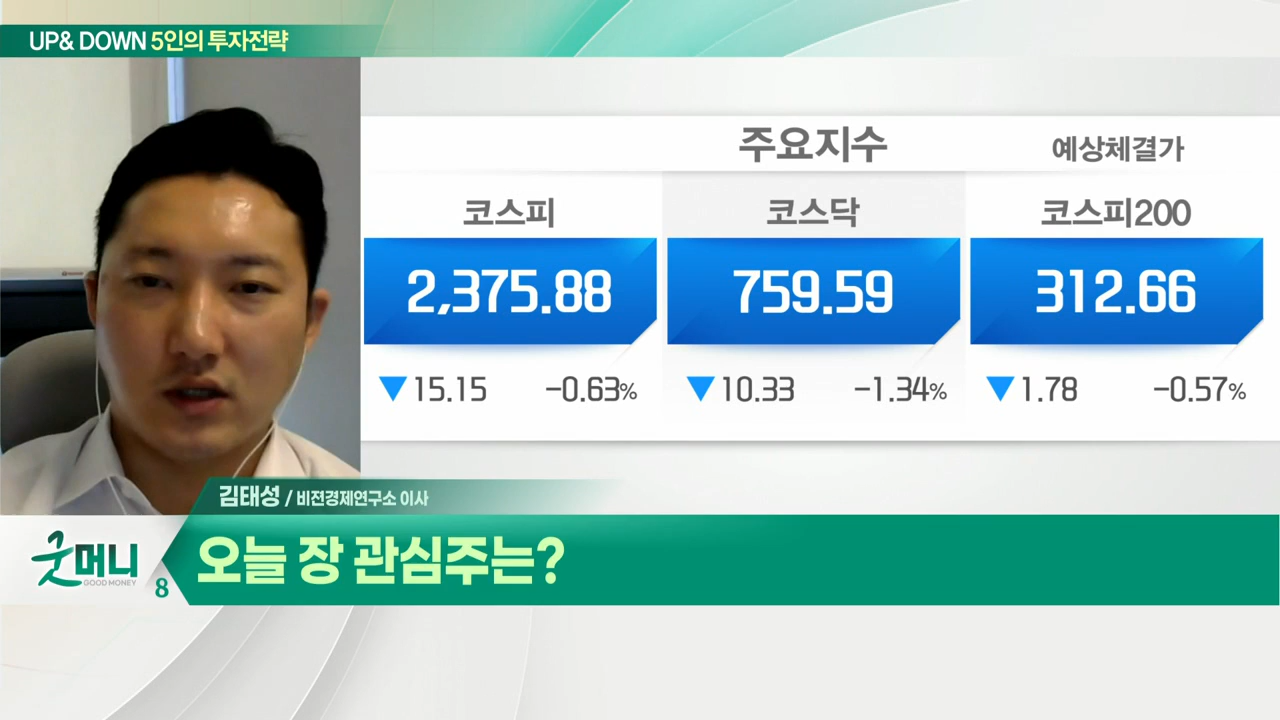 UP& DOWN 5인의 투자전략
주요지수
예상체결가
코스피
코스닥
코스피200
2,375.88
759.59
312.66
▼15.15 -0.63%
▼10.33 -1.34%
▼1.78 -0.57%
김태성 / 비젼경제연구소 이사
굿머니
GOOD MONEY
8
오늘 장 관심주는?